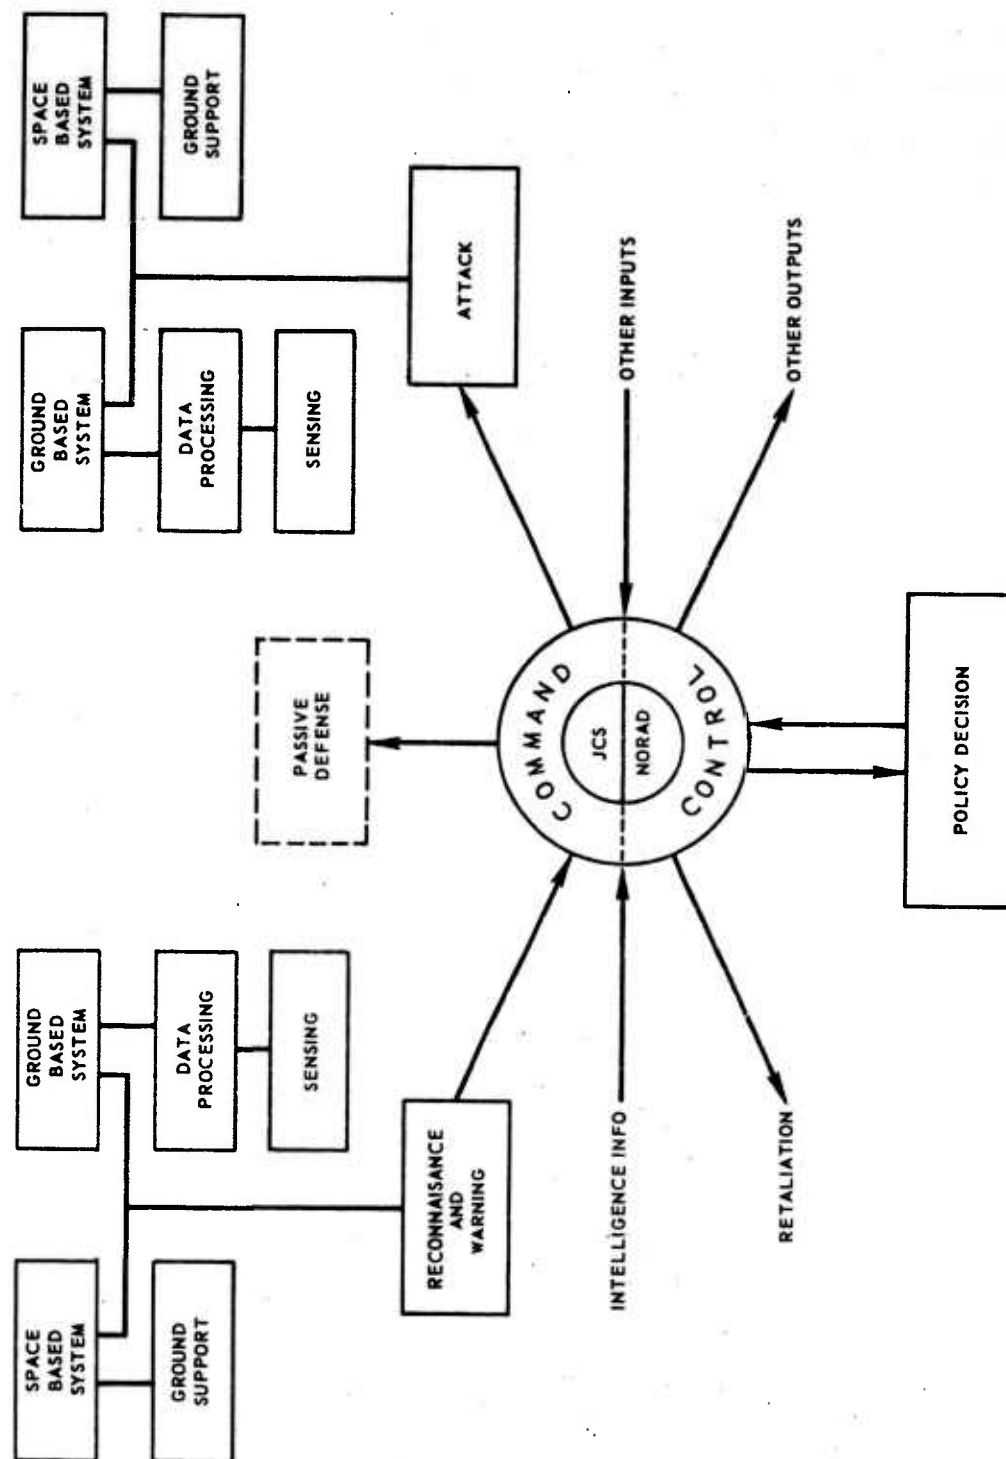 SPACE
BASED
SYSTEM
GROUND
SUPPORT
GROUND
BASED
SYSTEM
DATA
PROCESSING
SENSING
GROUND
BASED
SYSTEM
DATA
PROCESSING
SENSING
SPACE
BASED
SYSTEM
GROUND
SUPPORT
RECONNAISANCE
AND
WARNING
PASSIVE
DEFENSE
ATTACK
COMMAND
JCS
NORAD
CONTROL
INTELLIGENCE INFO
OTHER INPUTS
RETALIATION
OTHER OUTPUTS
POLICY DECISION